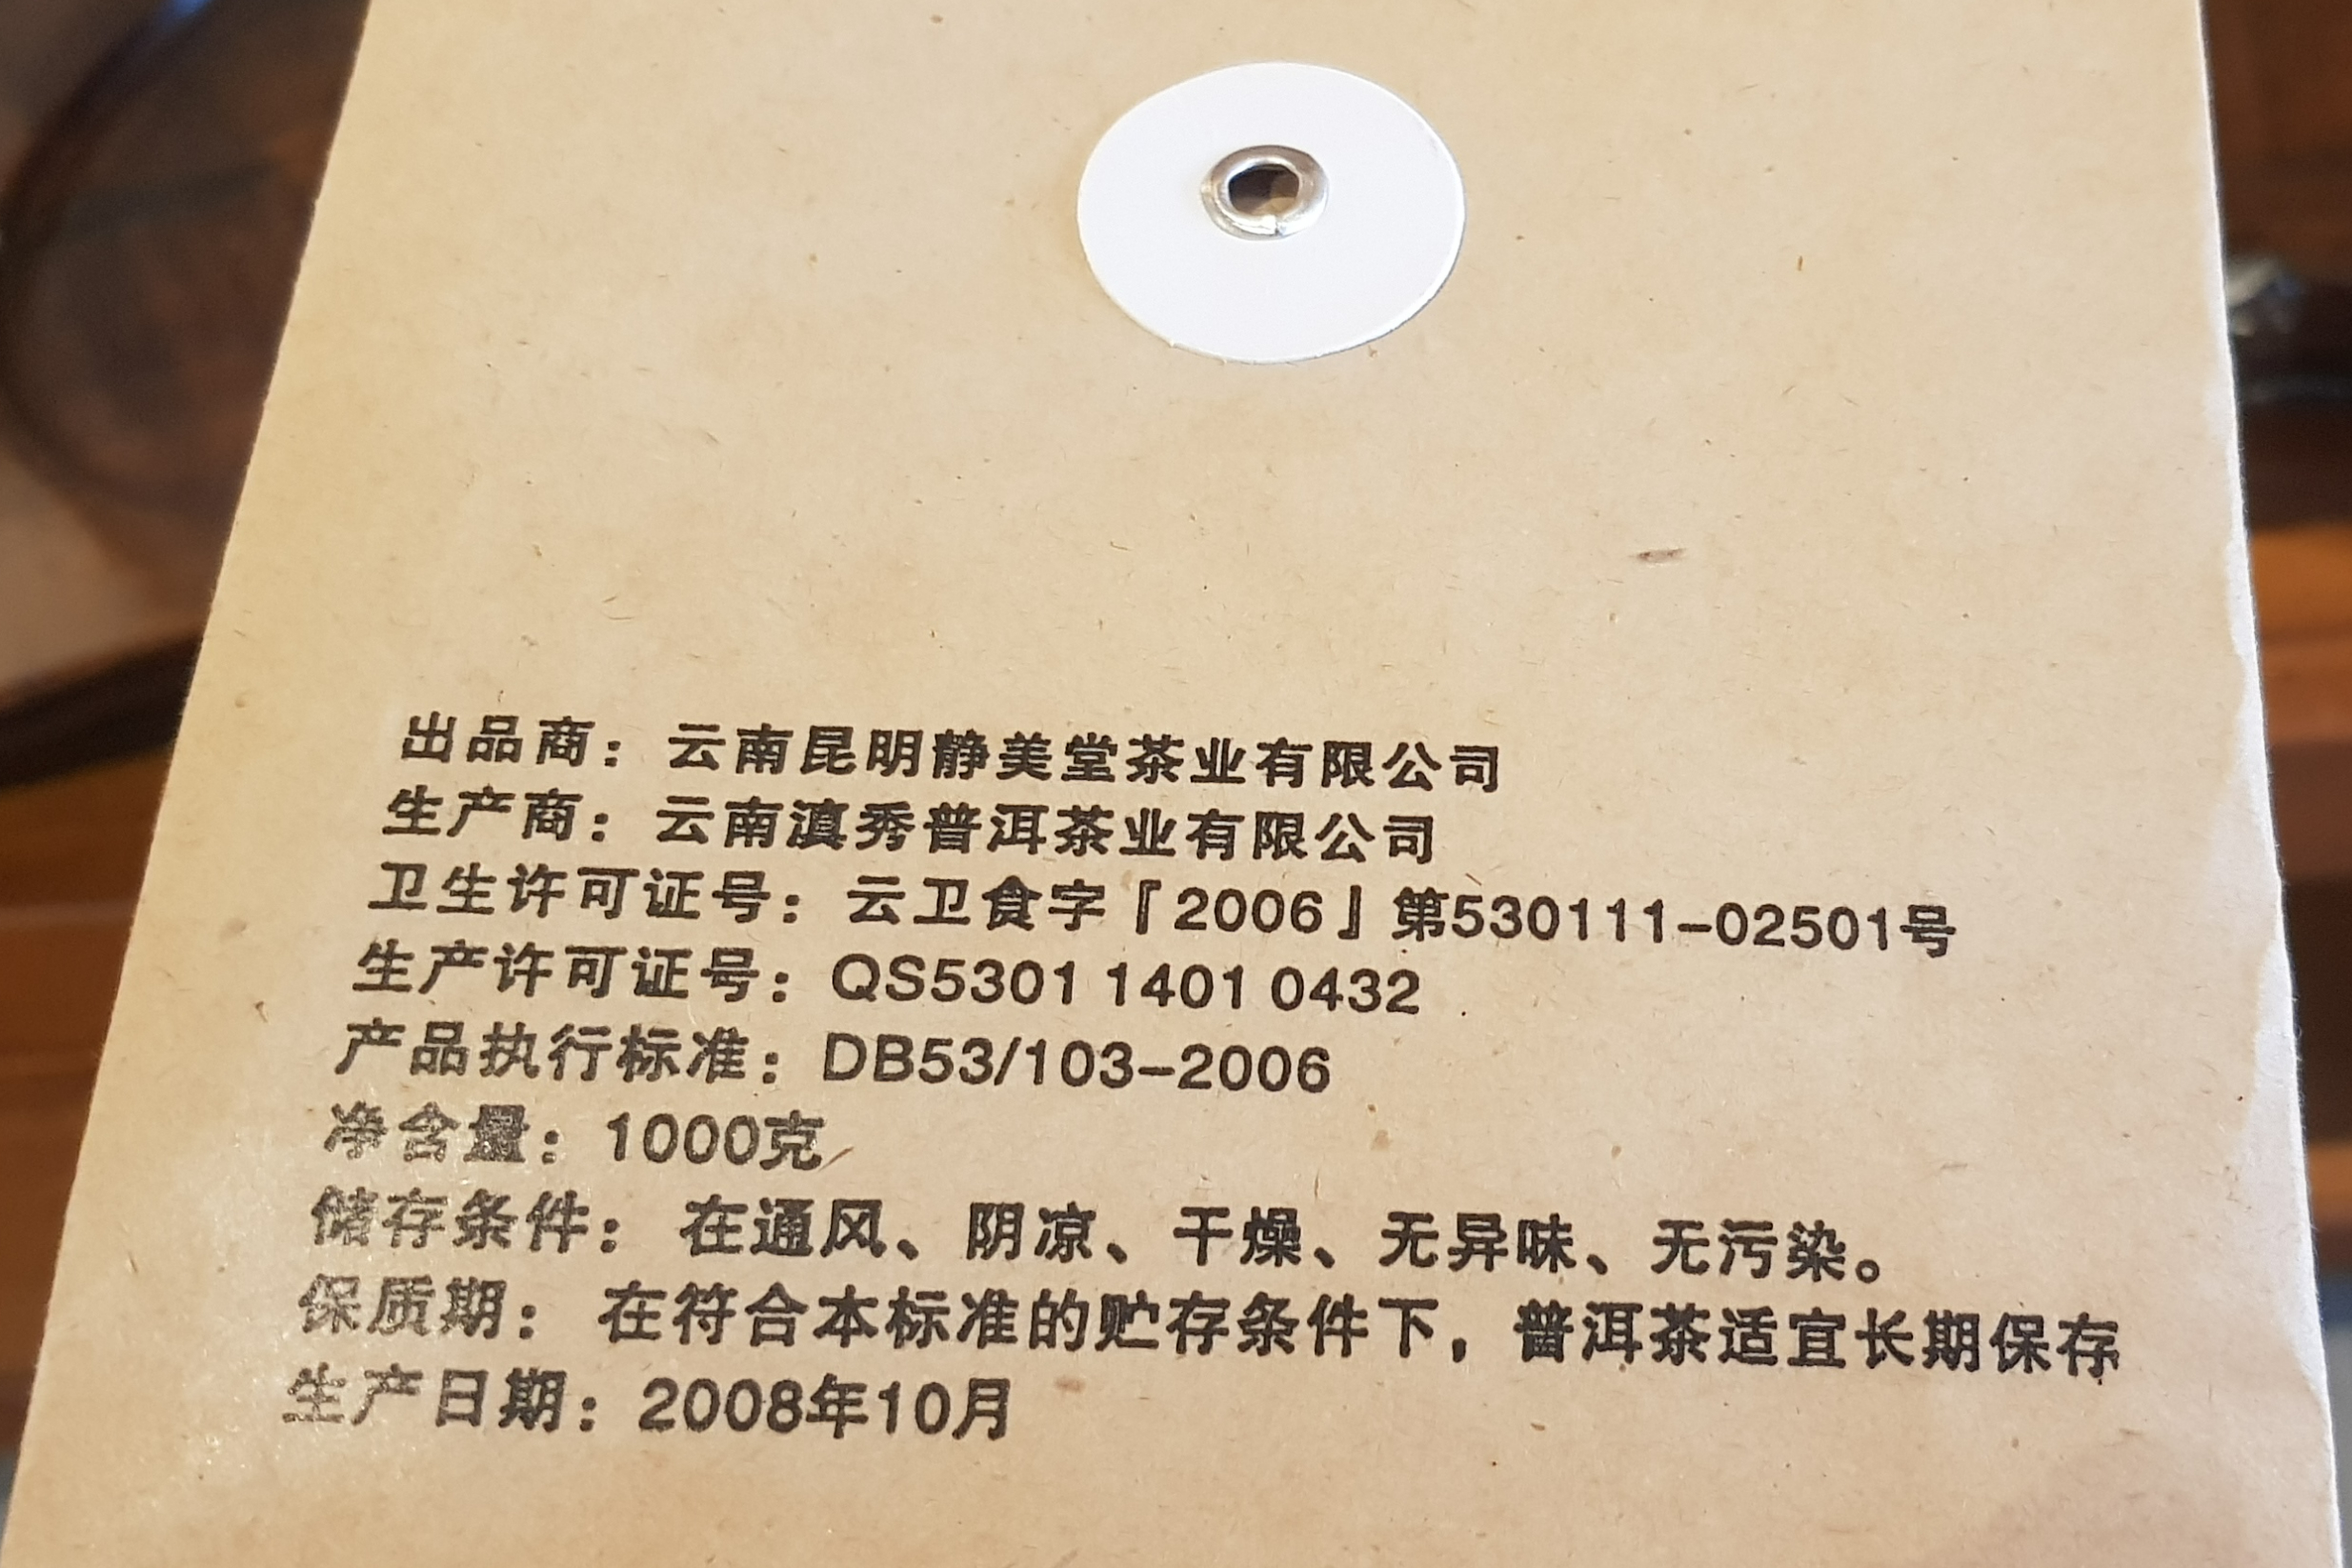 出品商：云南昆明静美堂茶业有限公司
生产商：云南滇秀普洱茶业有限公司
卫生许可证号：云卫食字『2006』第530111-02501号
生产许可证号：QS5301 1401 0432
产品执行标准：DB53/103-2006
净含量：1000克
储存条件：在通风、阴凉、干燥、无异味、无污染。
保质期：在符合本标准的贮存条件下，普洱茶适宜长期保存
生产日期：2008年10月